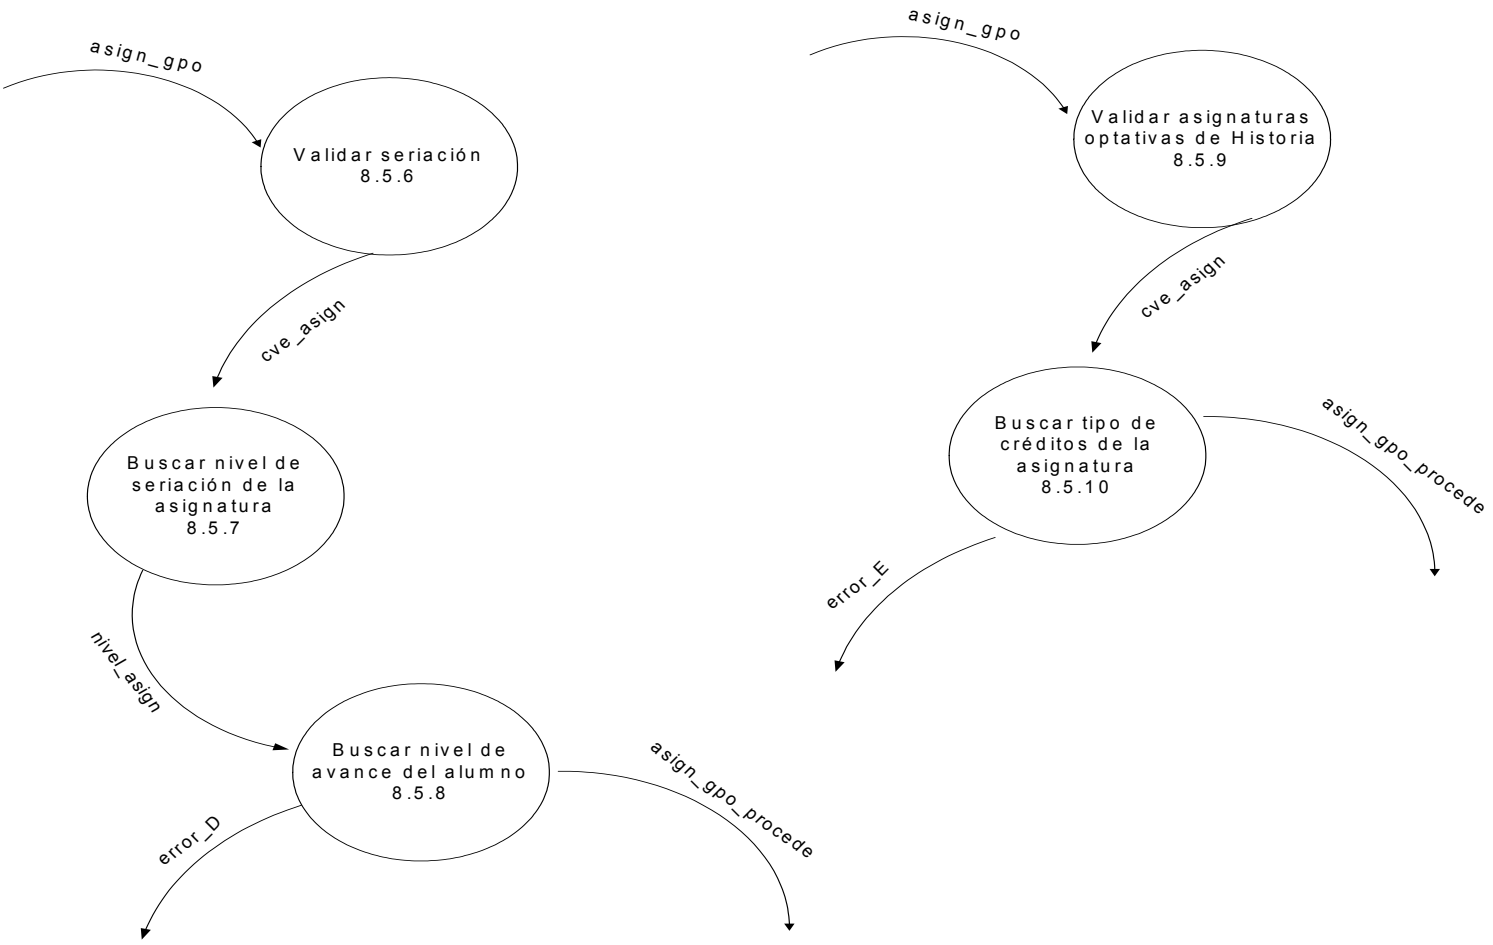 asign_gpo
Validar seriación
8.5.6
cve_asign
Buscar nivel de
seriación de la
asignatura
8.5.7
nivel_asign
Buscar nivel de
avance del alumno
8.5.8
error_D
asign_gpo_procede
asign_gpo
Validar asignaturas
optativas de Historia
8.5.9
cve_asign
Buscar tipo de
créditos de la
asignatura
8.5.10
error_E
asign_gpo_procede